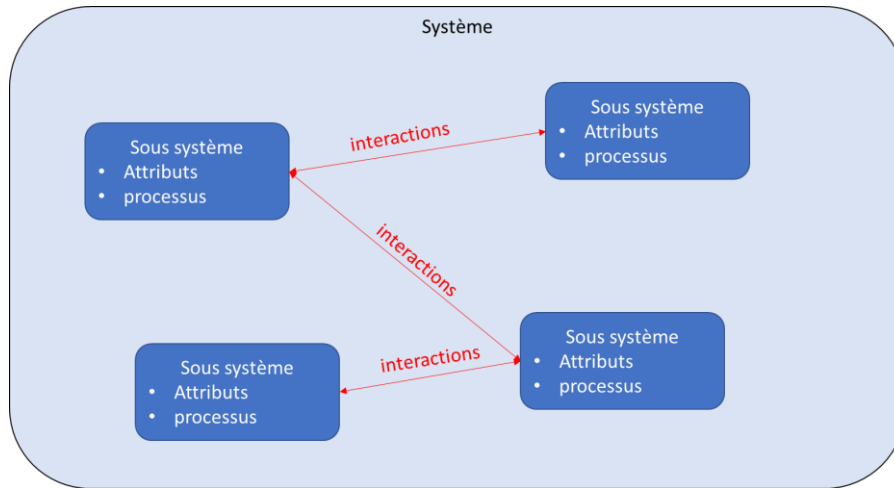 Système
Sous système
• Attributs
• processus
interactions
Sous système
• Attributs
• processus
interactions
Sous système
• Attributs
• processus
interactions
Sous système
• Attributs
• processus